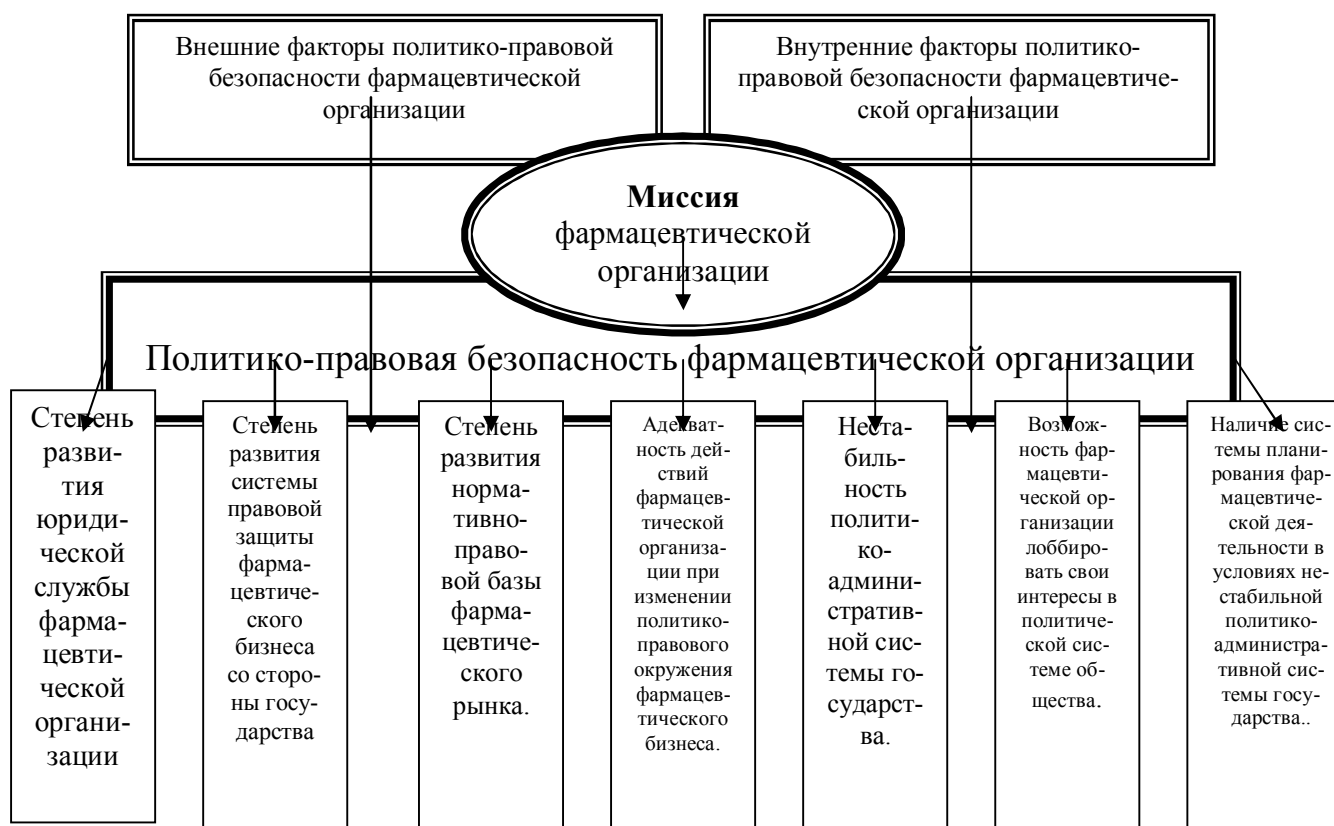 Внешние факторы политико-правовой
безопасности фармацевтической
организации
Внутренние факторы политико-
правовой безопасности фармацевтиче-
ской организации
Миссия
фармацевтической
организации
Политико-правовая безопасность фармацевтической организации
Степень
разви-
тия
юриди-
ческой
службы
фарма-
цевти-
ческой
органи-
зации
Степень
развития
системы
правовой
защиты
фарма-
цевтиче-
ского
бизнеса
со сторо-
ны госу-
дарства
Степень
развития
норма-
тивно-
право-
вой базы
фарма-
цевтиче-
ского
рынка.
Адекват-
ность дей-
ствий
фармацев-
тической
организа-
ции при
изменении
политико-
правового
окружения
фармацев-
тического
бизнеса.
Неста-
биль-
ность
полити-
ко-
админи-
стратив-
ной сис-
темы го-
сударст-
ва.
Возмож-
ность фар-
мацевти-
ческой ор-
ганизации
лоббиро-
вать свои
интересы в
политиче-
ской сис-
теме об-
щества.
Наличие сис-
темы плани-
рования фар-
мацевтиче-
ской дея-
тельности в
условиях не-
стабильной
политико-
администра-
тивной сис-
темы госу-
дарства..